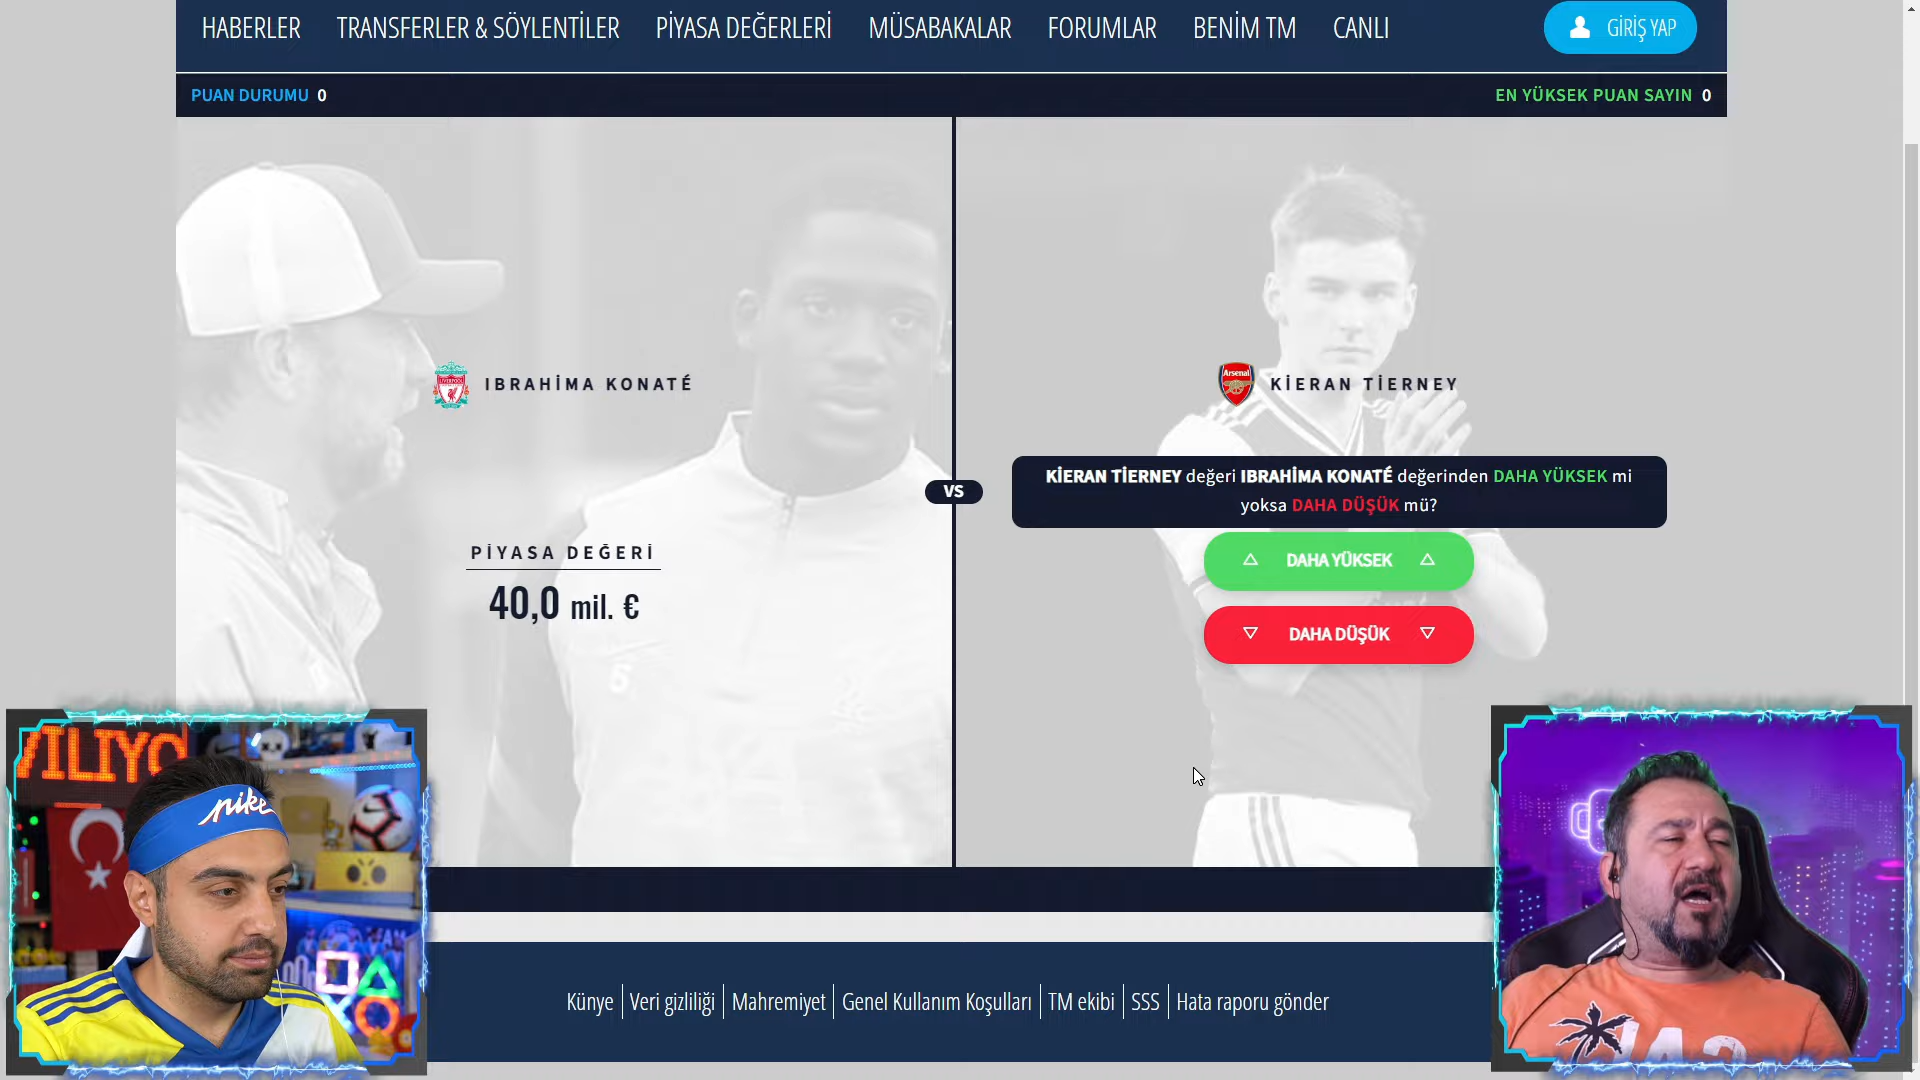 HABERLER TRANSFERLER & SÖYLENTİLER PİYASA DEĞERLERİ MÜSABAKALAR FORUMLAR BENİM TM CANLI GİRİŞ YAP
PUAN DURUMU 0 EN YÜKSEK PUAN SAYIN 0
IBRAHİMA KONATÉ
Arsenal
KİERAN TİERNEY
VS
KİERAN TİERNEY değeri IBRAHİMA KONATÉ değerinden DAHA YÜKSEK mi
yoksa DAHA DÜŞÜK mü?
PİYASA DEĞERİ
40,0 mil. €
△ DAHA YÜKSEK △
▽ DAHA DÜŞÜK ▽
nike
Künye | Veri gizliliği | Mahremiyet | Genel Kullanım Koşulları | TM ekibi | SSS | Hata raporu gönder